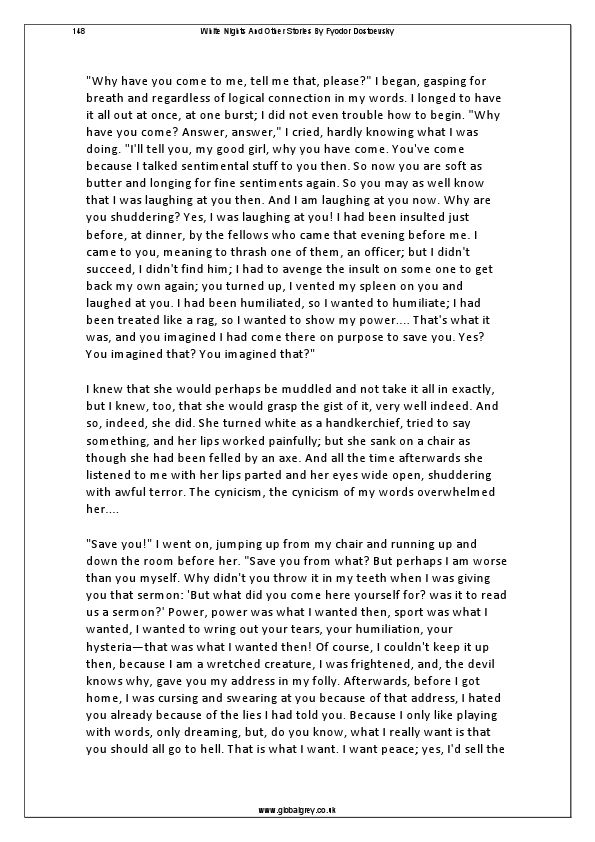 148 White Nights And Other Stories By Fyodor Dostoevsky
"Why have you come to me, tell me that, please?" I began, gasping for
breath and regardless of logical connection in my words. I longed to have
it all out at once, at one burst; I did not even trouble how to begin. "Why
have you come? Answer, answer," I cried, hardly knowing what I was
doing. "I'll tell you, my good girl, why you have come. You've come
because I talked sentimental stuff to you then. So now you are soft as
butter and longing for fine sentiments again. So you may as well know
that I was laughing at you then. And I am laughing at you now. Why are
you shuddering? Yes, I was laughing at you! I had been insulted just
before, at dinner, by the fellows who came that evening before me. I
came to you, meaning to thrash one of them, an officer; but I didn't
succeed, I didn't find him; I had to avenge the insult on some one to get
back my own again; you turned up, I vented my spleen on you and
laughed at you. I had been humiliated, so I wanted to humiliate; I had
been treated like a rag, so I wanted to show my power.... That's what it
was, and you imagined I had come there on purpose to save you. Yes?
You imagined that? You imagined that?"
I knew that she would perhaps be muddled and not take it all in exactly,
but I knew, too, that she would grasp the gist of it, very well indeed. And
so, indeed, she did. She turned white as a handkerchief, tried to say
something, and her lips worked painfully; but she sank on a chair as
though she had been felled by an axe. And all the time afterwards she
listened to me with her lips parted and her eyes wide open, shuddering
with awful terror. The cynicism, the cynicism of my words overwhelmed
her....
"Save you!" I went on, jumping up from my chair and running up and
down the room before her. "Save you from what? But perhaps I am worse
than you myself. Why didn't you throw it in my teeth when I was giving
you that sermon: 'But what did you come here yourself for? was it to read
us a sermon?' Power, power was what I wanted then, sport was what I
wanted, I wanted to wring out your tears, your humiliation, your
hysteria—that was what I wanted then! Of course, I couldn't keep it up
then, because I am a wretched creature, I was frightened, and, the devil
knows why, gave you my address in my folly. Afterwards, before I got
home, I was cursing and swearing at you because of that address, I hated
you already because of the lies I had told you. Because I only like playing
with words, only dreaming, but, do you know, what I really want is that
you should all go to hell. That is what I want. I want peace; yes, I'd sell the
www.globalgrey.co.uk